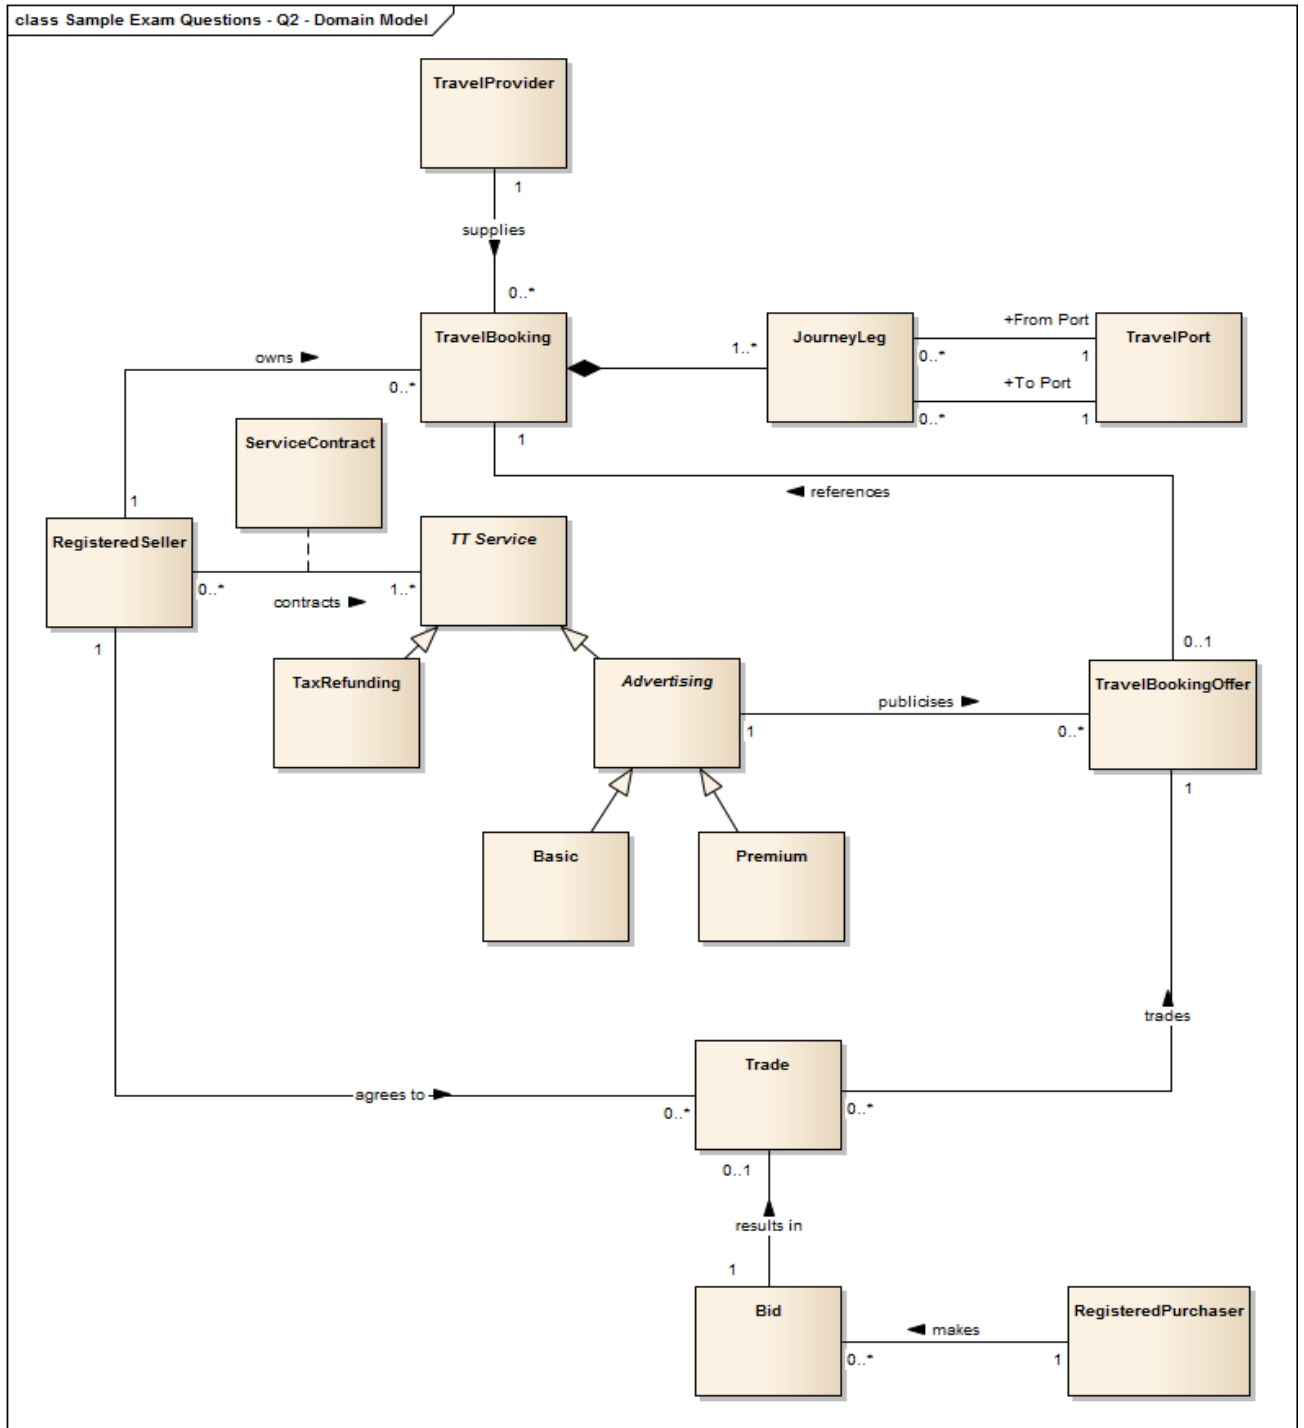 class Sample Exam Questions - Q2 - Domain Model
TravelProvider
1
supplies
0..*
TravelBooking
1..*
JourneyLeg
+From Port
0..*
1
TravelPort
+To Port
0..*
1
owns
0..*
1
ServiceContract
references
1
RegisteredSeller
TT Service
0..*
contracts
1..*
1
TaxRefunding
Advertising
0..1
TravelBookingOffer
publicises
1
0..*
1
Basic
Premium
trades
Trade
agrees to
0..*
0..*
0..1
results in
1
Bid
RegisteredPurchaser
makes
0..*
1